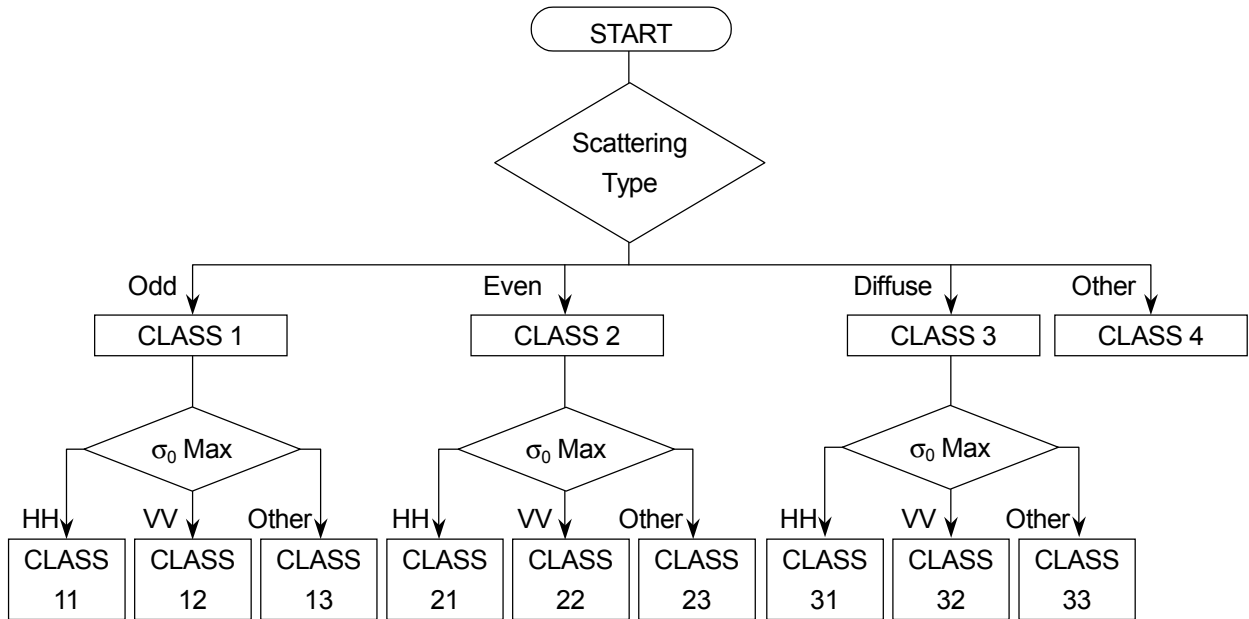 START
Scattering
Type
Odd
Even
Diffuse
Other
CLASS 1
CLASS 2
CLASS 3
CLASS 4
σ0 Max
σ0 Max
σ0 Max
HH
VV
Other
HH
VV
Other
HH
VV
Other
CLASS
11
CLASS
12
CLASS
13
CLASS
21
CLASS
22
CLASS
23
CLASS
31
CLASS
32
CLASS
33